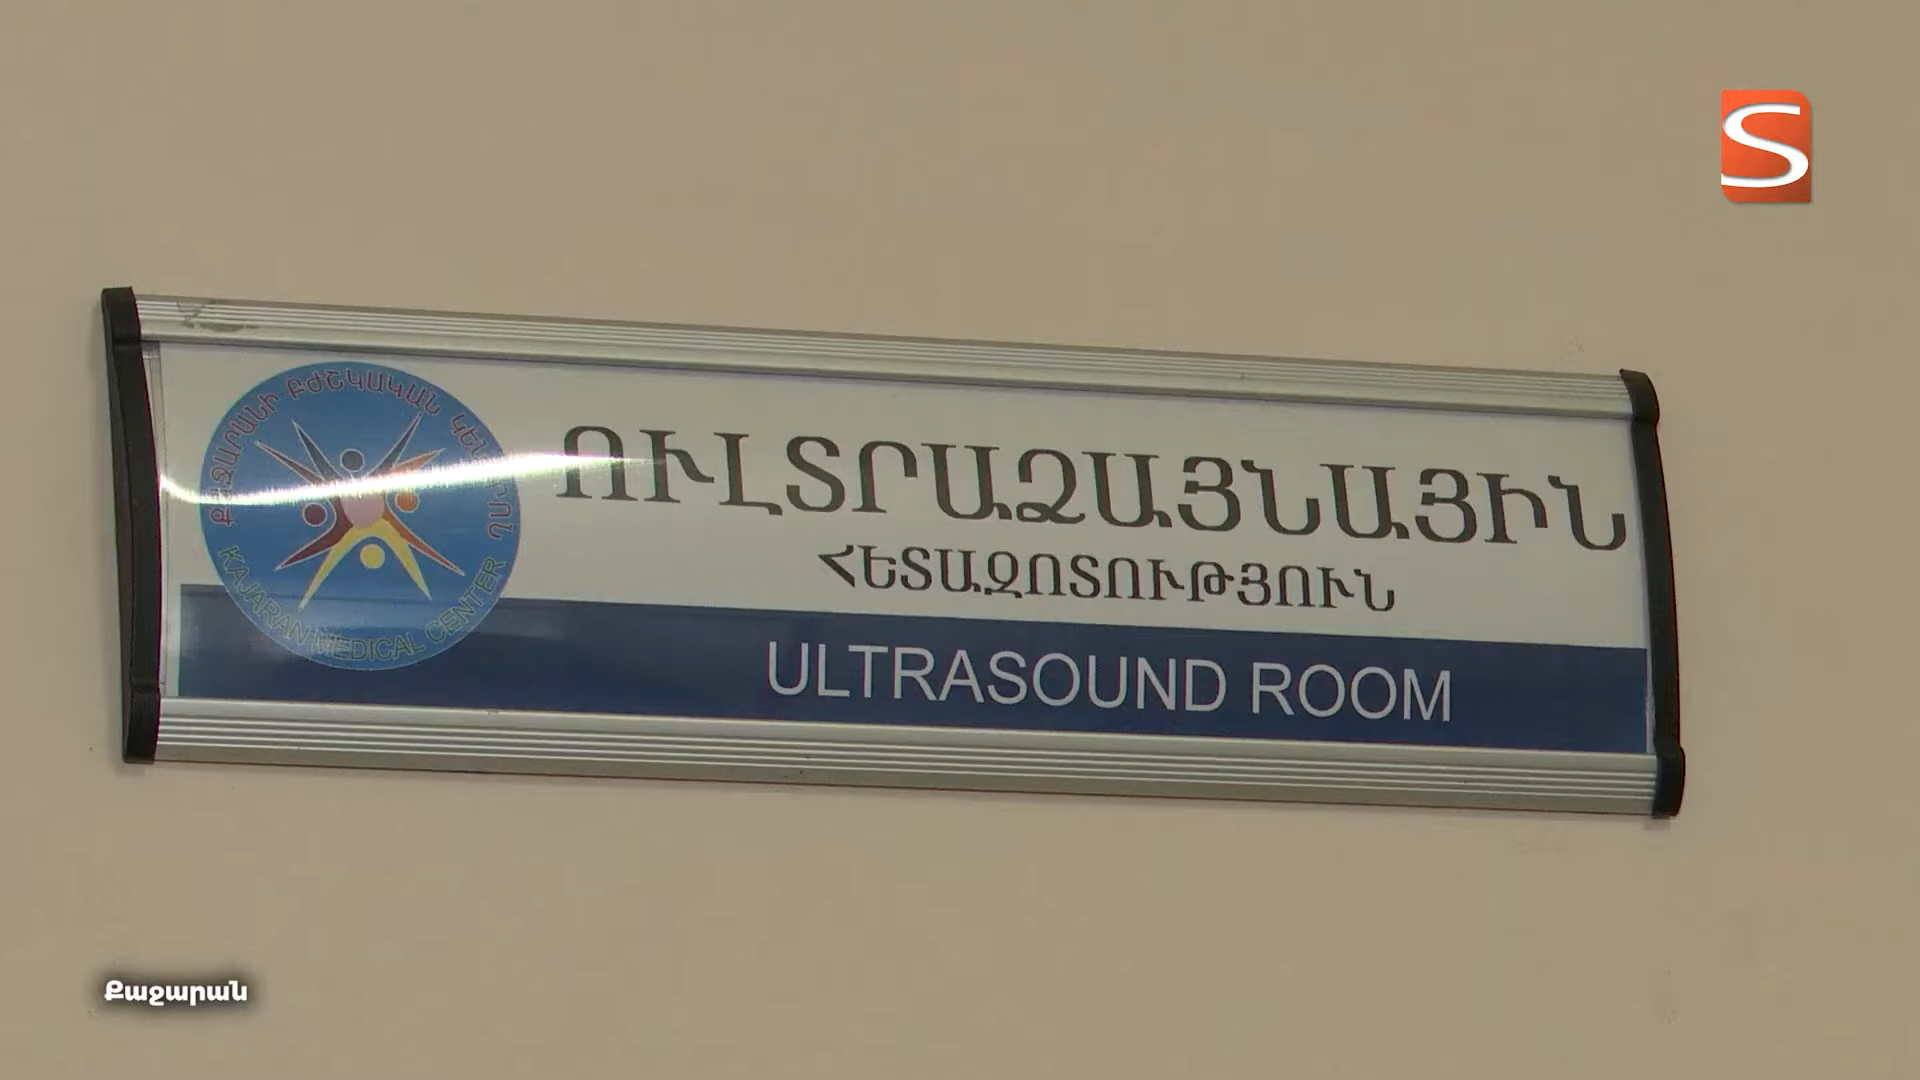 S
ՔԱՋԱՐԱՆԻ ԲԺՇԿԱԿԱՆ ԿԵՆՏՐՈՆ
KAJARAN MEDICAL CENTER
ՈՒԼՏՐԱՁԱՅՆԱՅԻՆ
ՀԵՏԱԶՈՏՈՒԹՅՈՒՆ
ULTRASOUND ROOM
Քաջարան